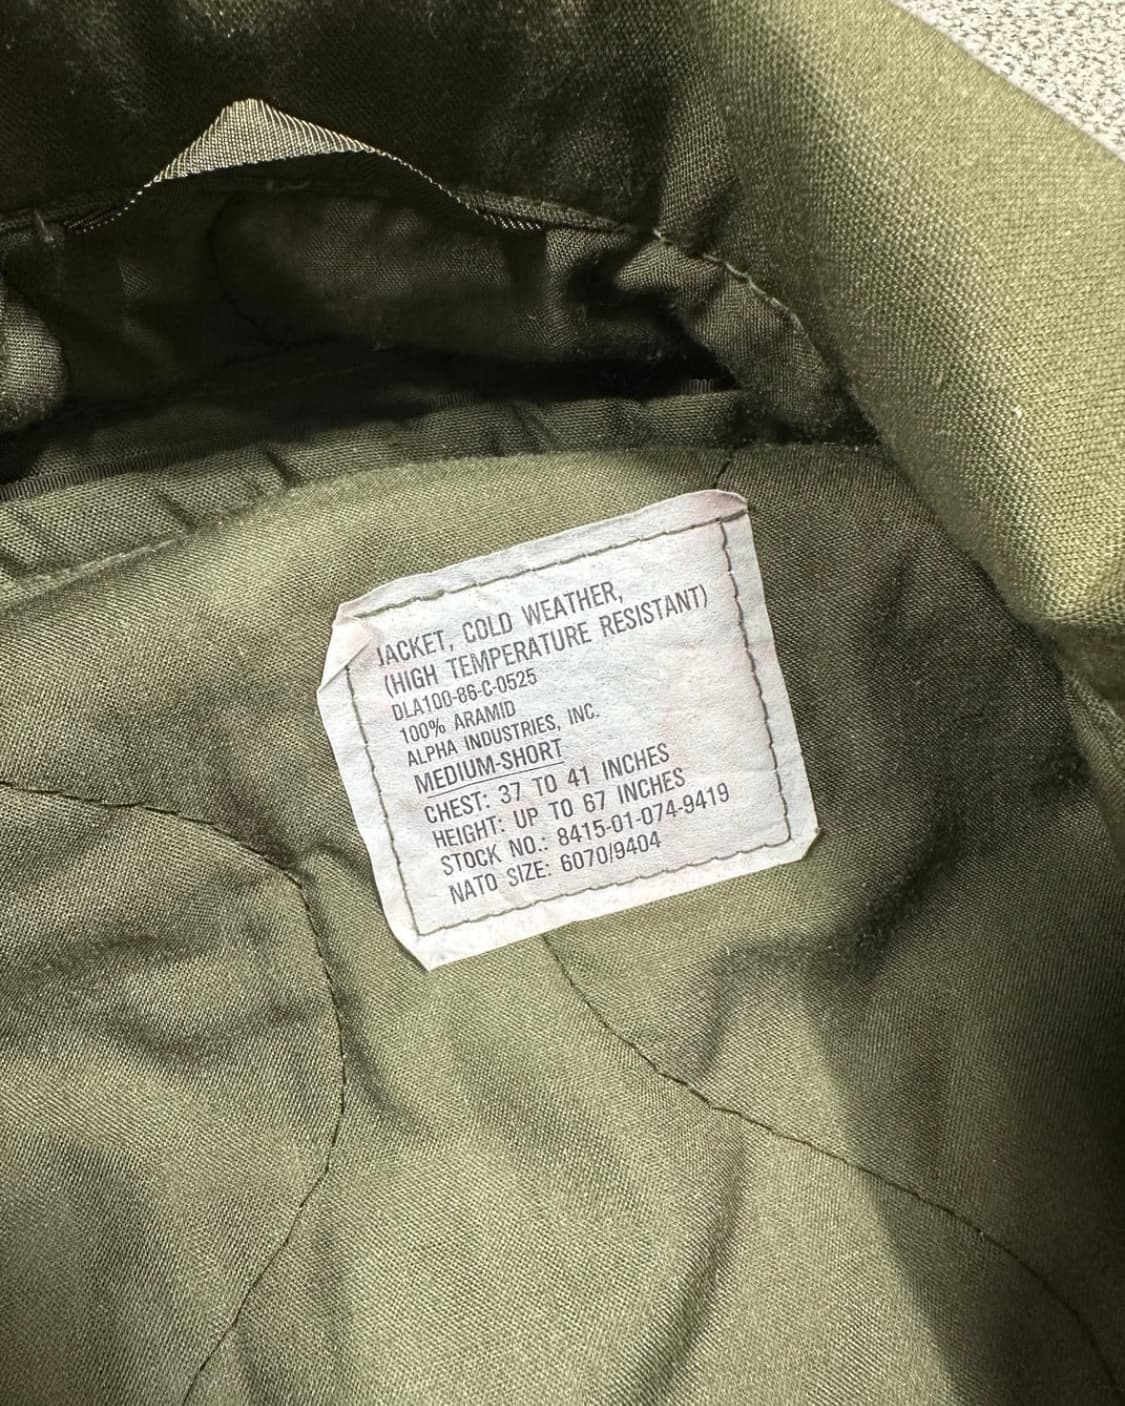 JACKET, COLD WEATHER,
(HIGH TEMPERATURE RESISTANT)
DLA100-86-C-0525
100% ARAMID
ALPHA INDUSTRIES, INC.
MEDIUM-SHORT
CHEST: 37 TO 41 INCHES
HEIGHT: UP TO 67 INCHES
STOCK NO.: 8415-01-074-9419
NATO SIZE: 6070/9404